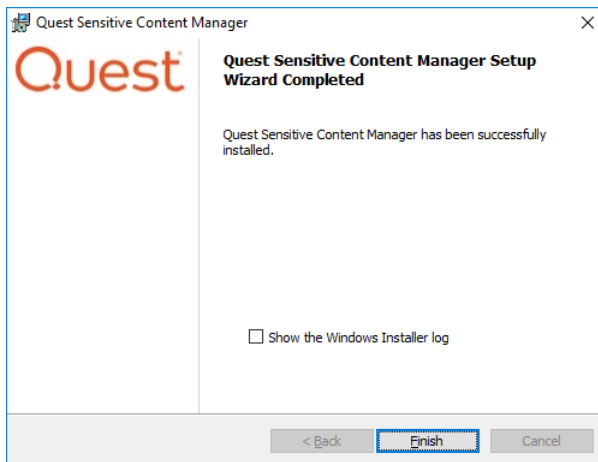 Quest Sensitive Content Manager
Quest
Quest Sensitive Content Manager Setup
Wizard Completed
Quest Sensitive Content Manager has been successfully
installed.
Show the Windows Installer log
< Back
Finish
Cancel